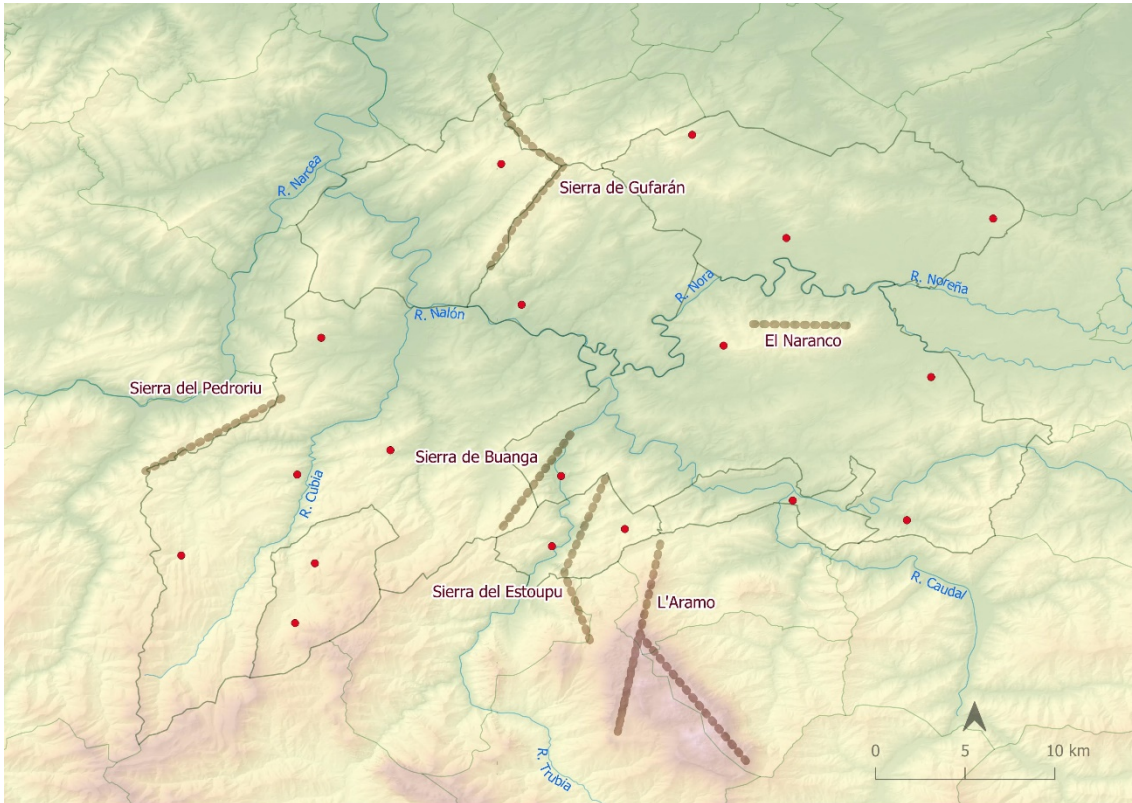 R. Narcea
Sierra de Gufarán
R. Nora
R. Noreña
R. Nalón
El Naranco
Sierra del Pedroriu
Sierra de Buanga
R. Cubia
Sierra del Estoupu
L'Aramo
R. Caudal
R. Trubia
0 5 10 km